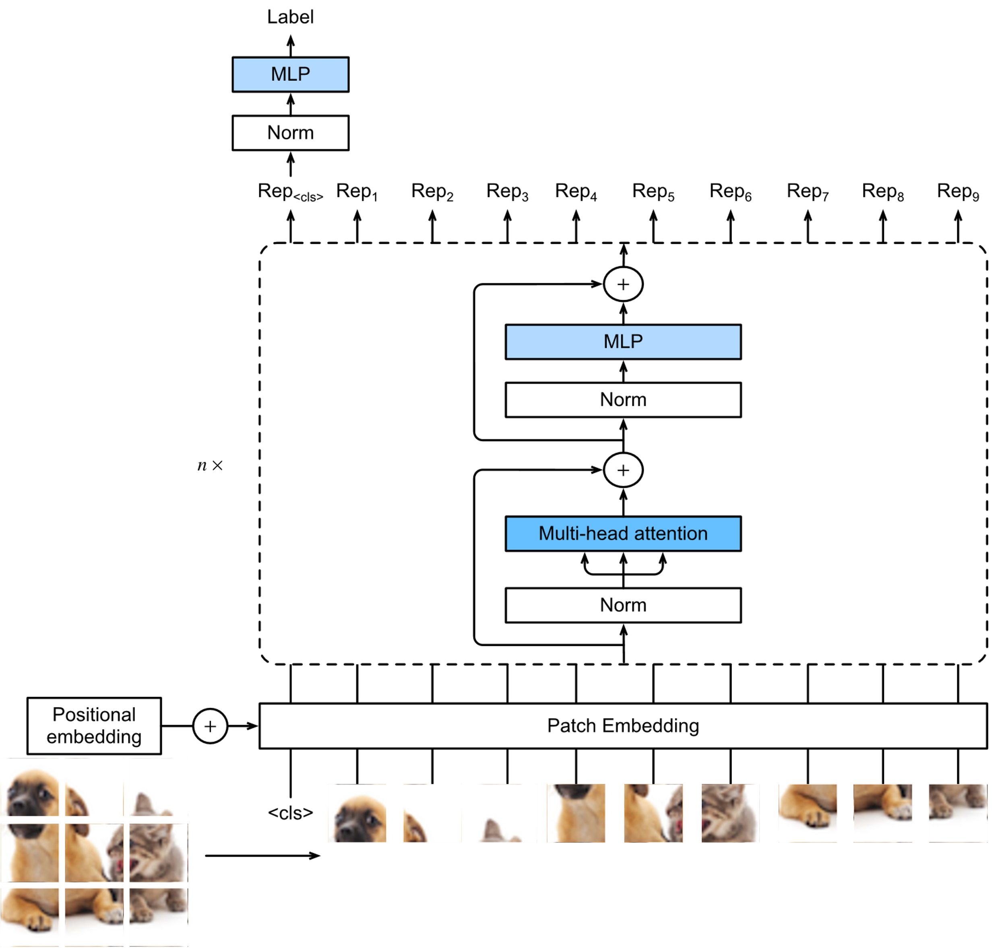 Label
MLP
Norm
Rep<cls> Rep1 Rep2 Rep3 Rep4 Rep5 Rep6 Rep7 Rep8 Rep9
+
MLP
Norm
n ×
+
Multi-head attention
Norm
Positional
embedding
+
Patch Embedding
<cls>